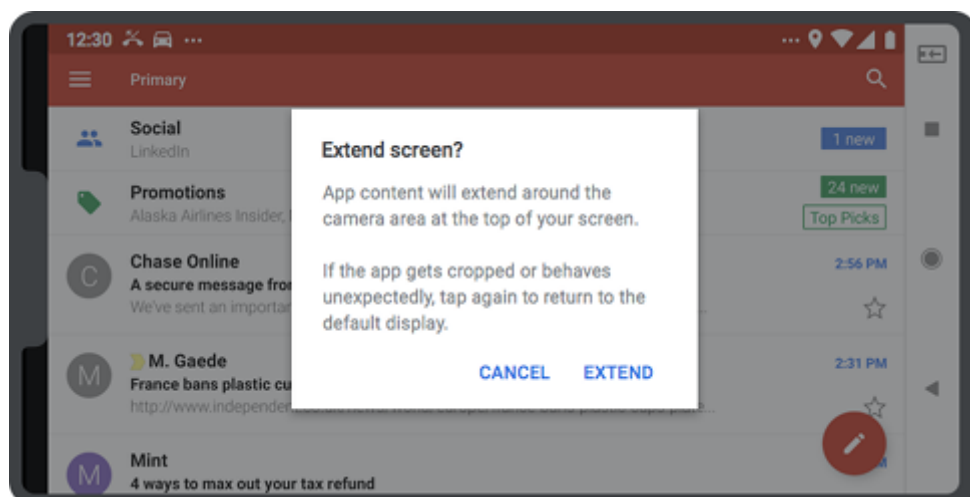 12:30
Primary
Social
LinkedIn
1 new
Promotions
Alaska Airlines Insider,
24 new
Top Picks
Extend screen?
App content will extend around the
camera area at the top of your screen.
If the app gets cropped or behaves
unexpectedly, tap again to return to the
default display.
CANCEL EXTEND
C
Chase Online
2:56 PM
A secure message fro
We've sent an importan
M
M. Gaede
2:31 PM
France bans plastic cu
http://www.independen
M
Mint
M
4 ways to max out your tax refund